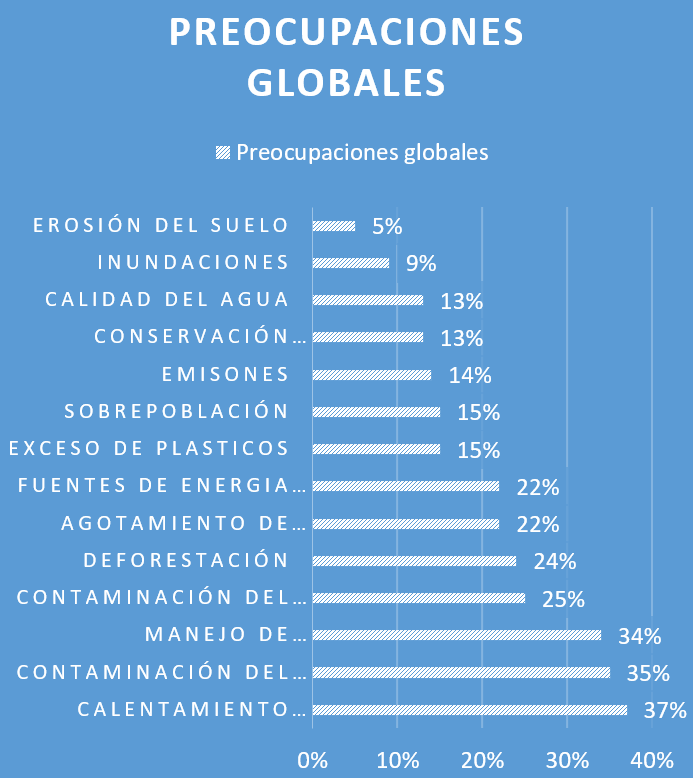 PREOCUPACIONES
GLOBALES
Preocupaciones globales
EROSIÓN DEL SUELO 5%
INUNDACIONES 9%
CALIDAD DEL AGUA 13%
CONSERVACIÓN... 13%
EMISONES 14%
SOBREPOBLACIÓN 15%
EXCESO DE PLASTICOS 15%
FUENTES DE ENERGIA... 22%
AGOTAMIENTO DE... 22%
DEFORESTACIÓN 24%
CONTAMINACIÓN DEL... 25%
MANEJO DE... 34%
CONTAMINACIÓN DEL... 35%
CALENTAMIENTO... 37%
0% 10% 20% 30% 40%